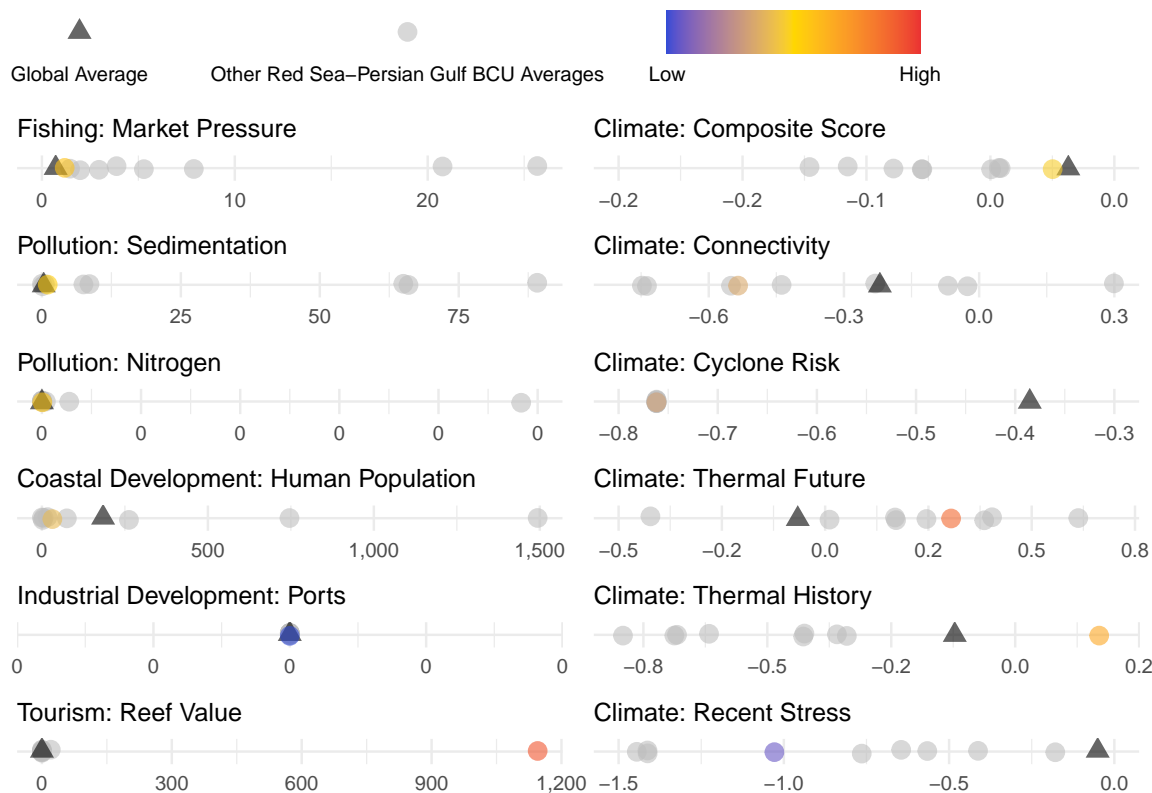 Global Average
Other Red Sea−Persian Gulf BCU Averages
Low
High
Fishing: Market Pressure
0 10 20
Climate: Composite Score
−0.2 −0.2 −0.1 0.0 0.0
Pollution: Sedimentation
0 25 50 75
Climate: Connectivity
−0.6 −0.3 0.0 0.3
Pollution: Nitrogen
0 0 0 0 0 0
Climate: Cyclone Risk
−0.8 −0.7 −0.6 −0.5 −0.4 −0.3
Coastal Development: Human Population
0 500 1,000 1,500
Climate: Thermal Future
−0.5 −0.2 0.0 0.2 0.5 0.8
Industrial Development: Ports
0 0 0 0 0
Climate: Thermal History
−0.8 −0.5 −0.2 0.0 0.2
Tourism: Reef Value
0 300 600 900 1,200
Climate: Recent Stress
−1.5 −1.0 −0.5 0.0